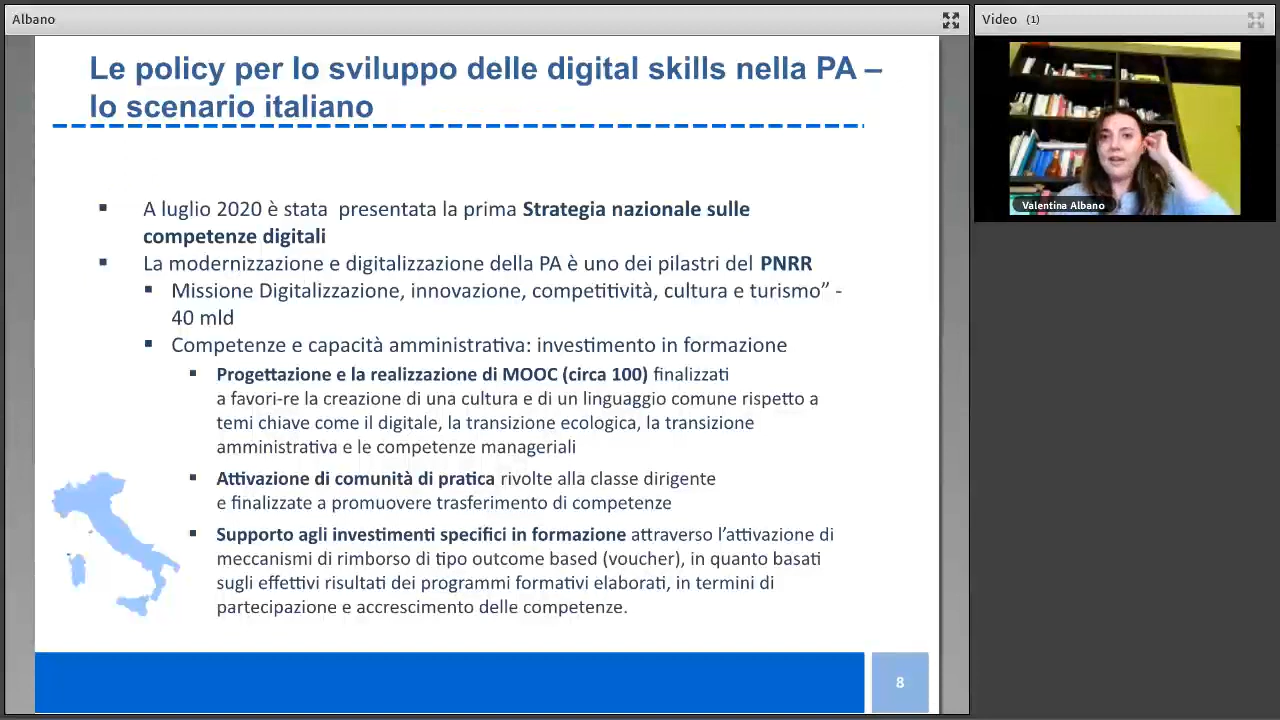 Albano
Video (1)
Le policy per lo sviluppo delle digital skills nella PA –
lo scenario italiano
▪ A luglio 2020 è stata presentata la prima Strategia nazionale sulle
competenze digitali
▪ La modernizzazione e digitalizzazione della PA è uno dei pilastri del PNRR
▪ Missione Digitalizzazione, innovazione, competitività, cultura e turismo” -
40 mld
▪ Competenze e capacità amministrativa: investimento in formazione
▪ Progettazione e la realizzazione di MOOC (circa 100) finalizzati
a favori-re la creazione di una cultura e di un linguaggio comune rispetto a
temi chiave come il digitale, la transizione ecologica, la transizione
amministrativa e le competenze manageriali
▪ Attivazione di comunità di pratica rivolte alla classe dirigente
e finalizzate a promuovere trasferimento di competenze
▪ Supporto agli investimenti specifici in formazione attraverso l’attivazione di
meccanismi di rimborso di tipo outcome based (voucher), in quanto basati
sugli effettivi risultati dei programmi formativi elaborati, in termini di
partecipazione e accrescimento delle competenze.
8
Valentina Albano